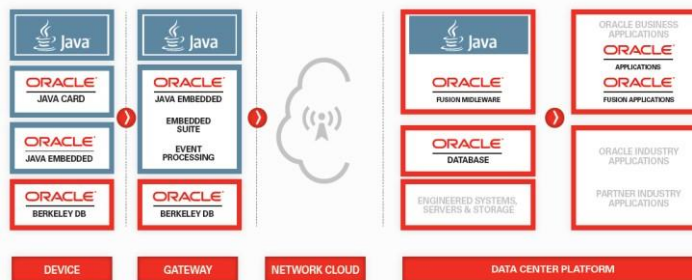 Java
ORACLE
JAVA CARD
ORACLE
JAVA EMBEDDED
ORACLE
BERKELEY DB
DEVICE
Java
ORACLE
JAVA EMBEDDED
EMBEDDED
SUITE
EVENT
PROCESSING
ORACLE
BERKELEY DB
GATEWAY
NETWORK CLOUD
Java
ORACLE
FUSION MIDLEWARE
ORACLE
DATABASE
ENGINEERED SYSTEMS,
SERVERS & STORAGE
ORACLE BUSINESS
APPLICATIONS
ORACLE
APPLICATIONS
ORACLE
FUSION APPLICATIONS
ORACLE INDUSTRY
APPLICATIONS
PARTNER INDUSTRY
APPLICATIONS
DATA CENTER PLATFORM